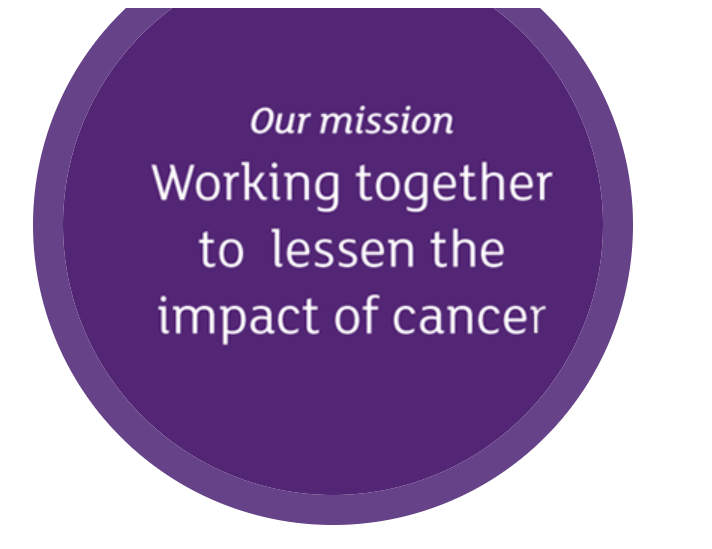 Our mission
Working together
to lessen the
impact of cancer